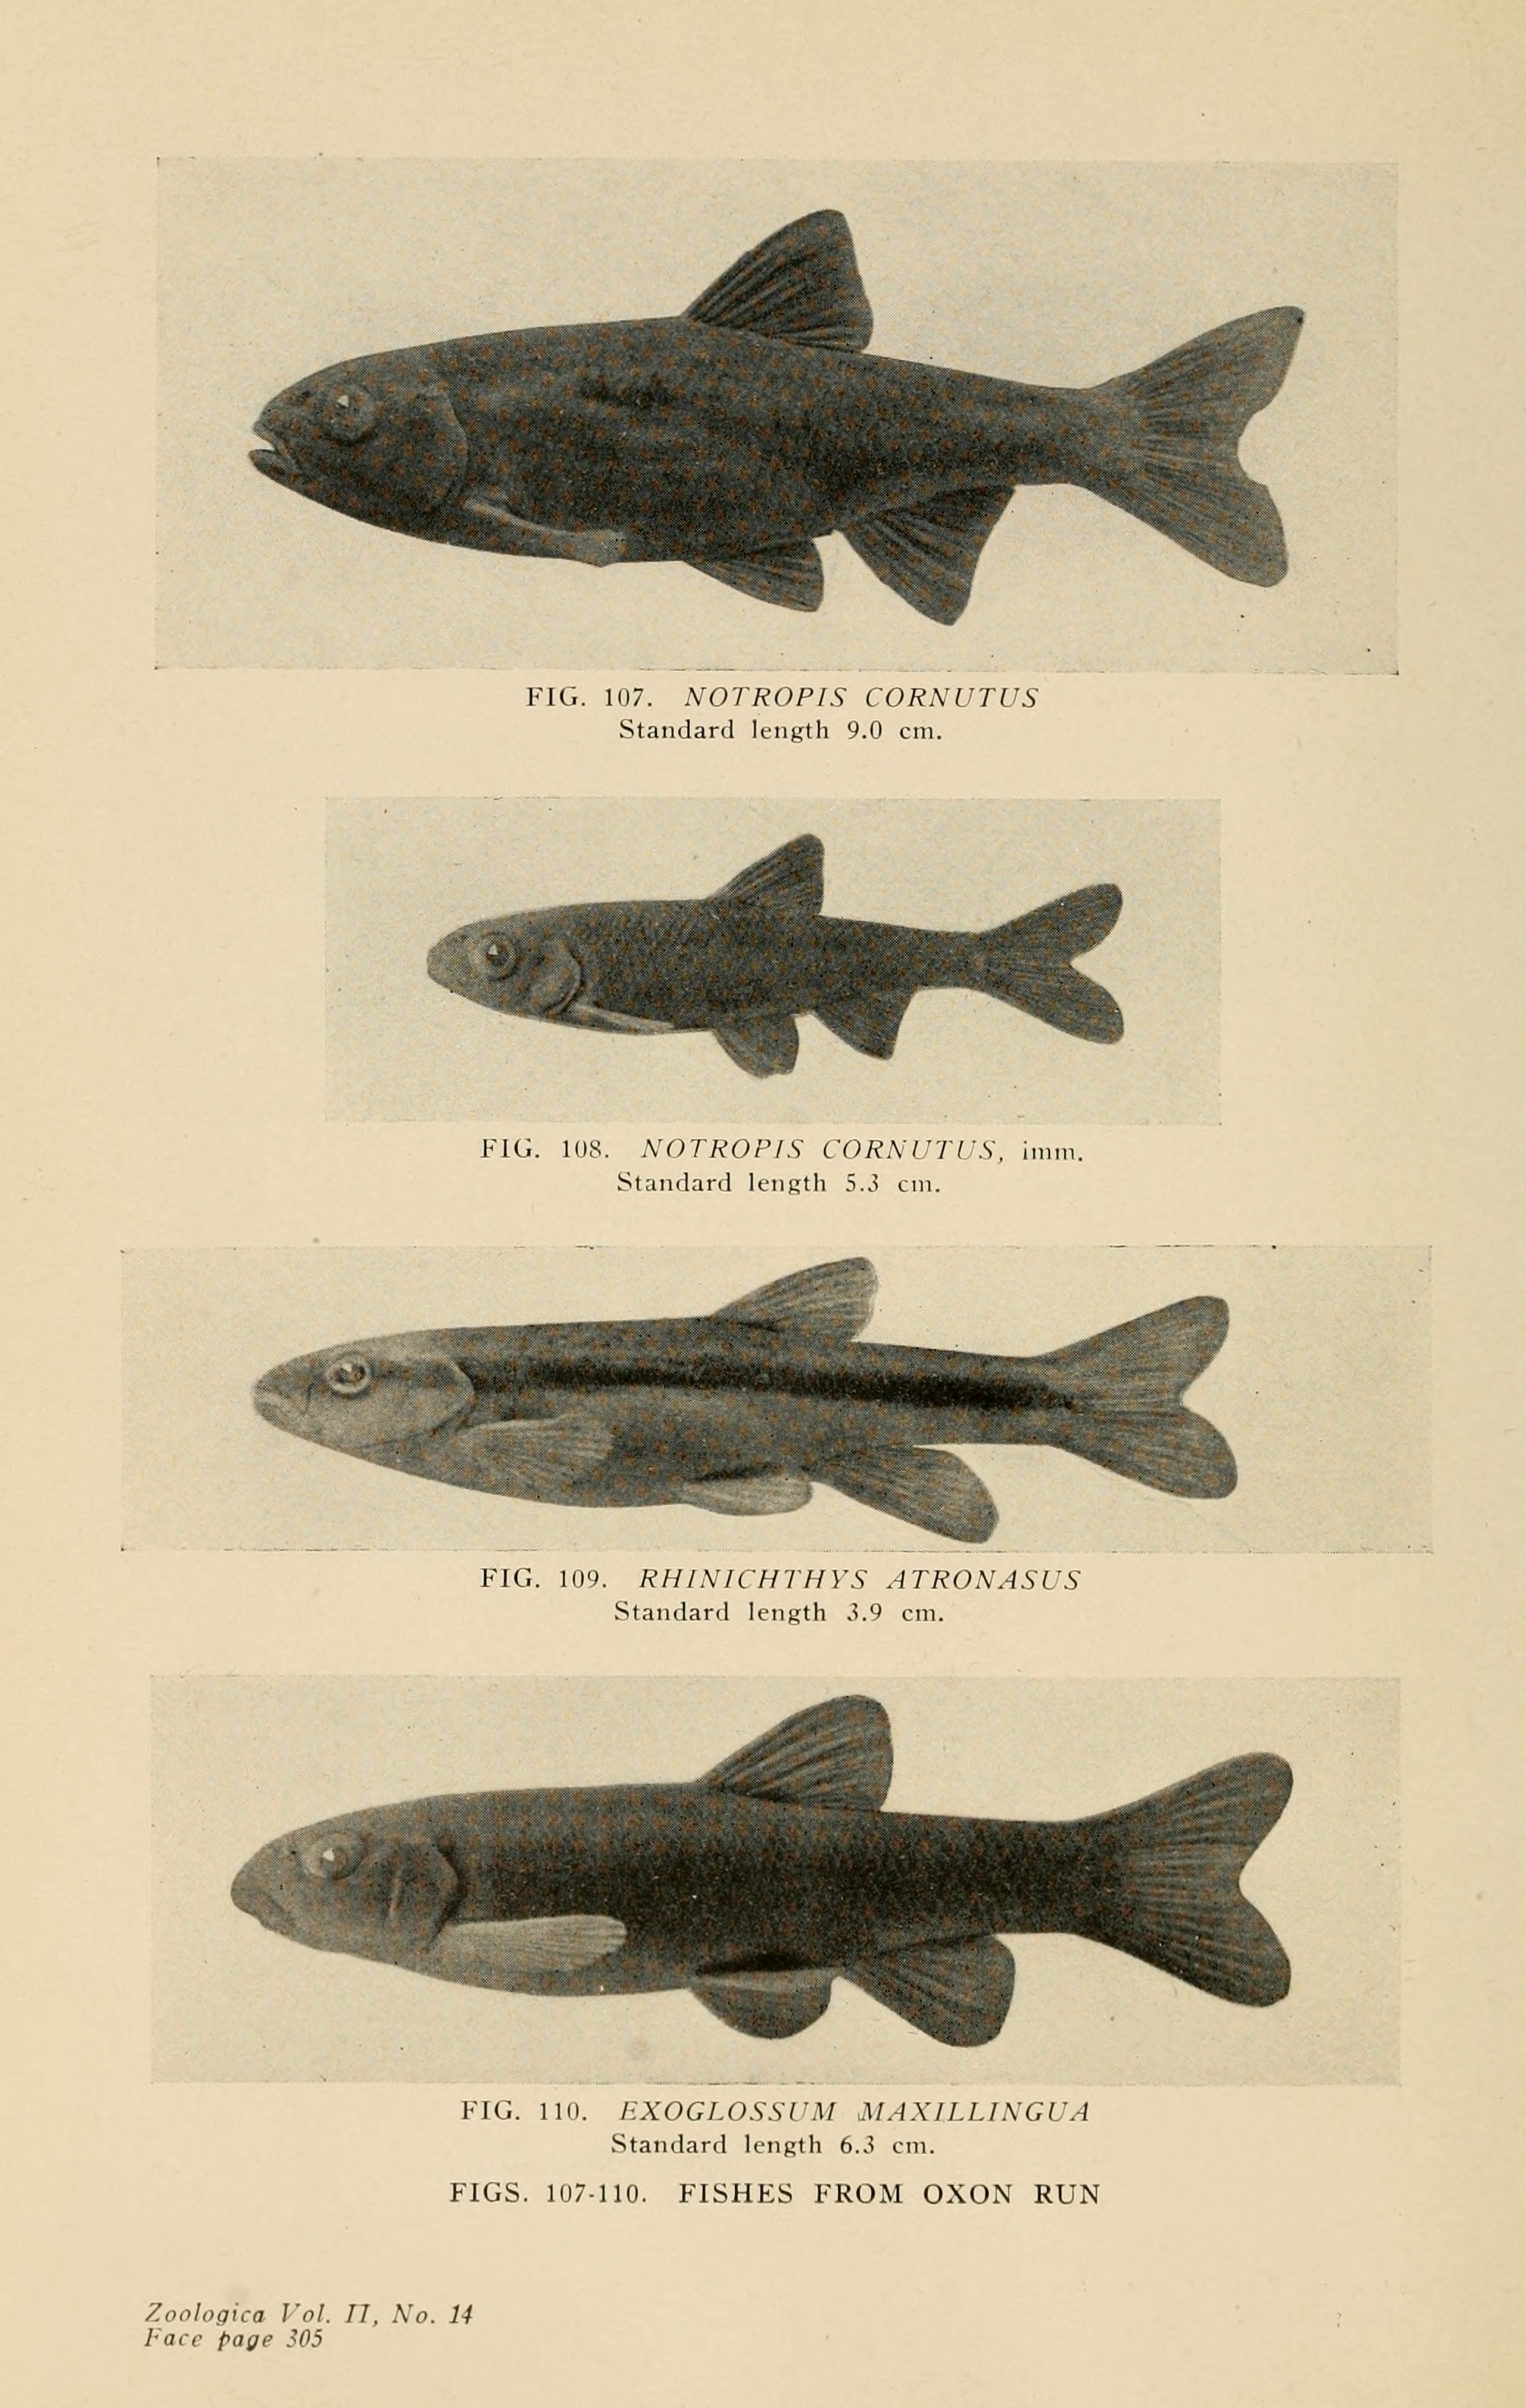 FIG. 107. NOTROPIS CORNUTUS
Standard length 9.0 cm.
FIG. 108. NOTROPIS CORNUTUS, imm.
Standard length 5.3 cm.
FIG. 109. RHINICHTHYS ATRONASUS
Standard length 3.9 cm.
FIG. 110. EXOGLOSSUM MAXILLINGUA
Standard length 6.3 cm.
FIGS. 107-110. FISHES FROM OXON RUN
Zoologica Vol. II, No. 14
Face page 305